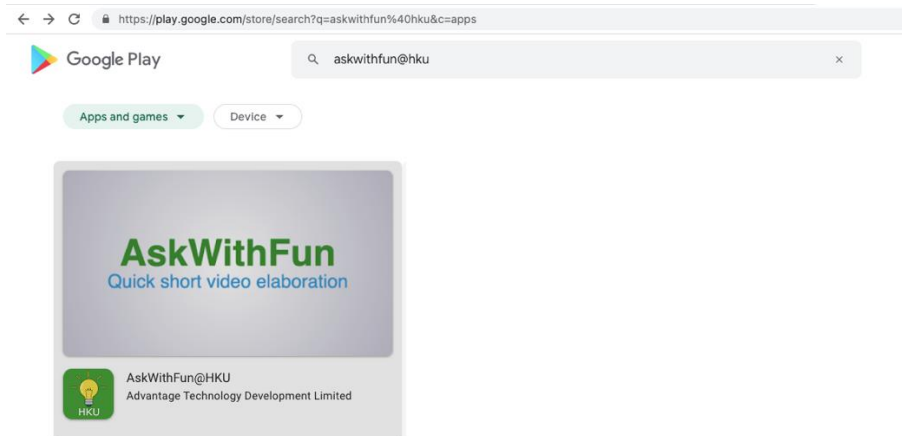 https://play.google.com/store/search?q=askwithfun%40hku&c=apps
Google Play
askwithfun@hku
Apps and games
Device
AskWithFun
Quick short video elaboration
HKU
AskWithFun@HKU
Advantage Technology Development Limited